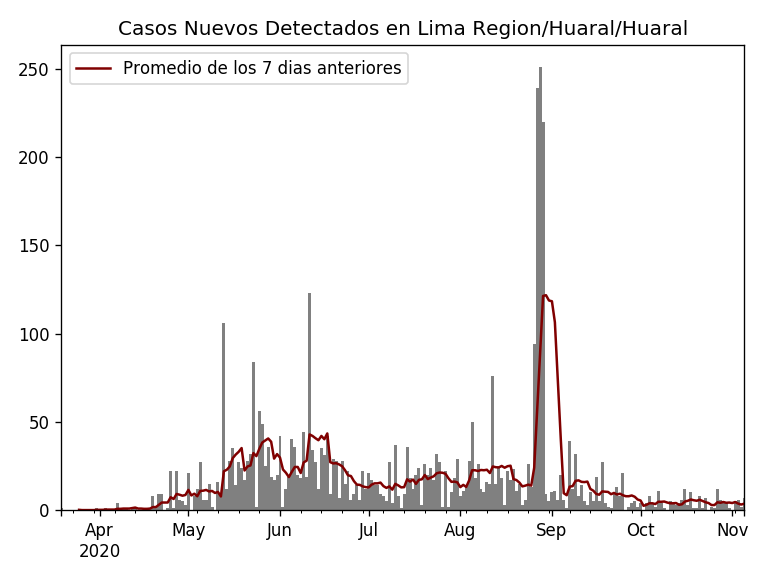 Casos Nuevos Detectados en Lima Region/Huaral/Huaral
Promedio de los 7 dias anteriores
250
200
150
100
50
0
Apr May Jun Jul Aug Sep Oct Nov
2020